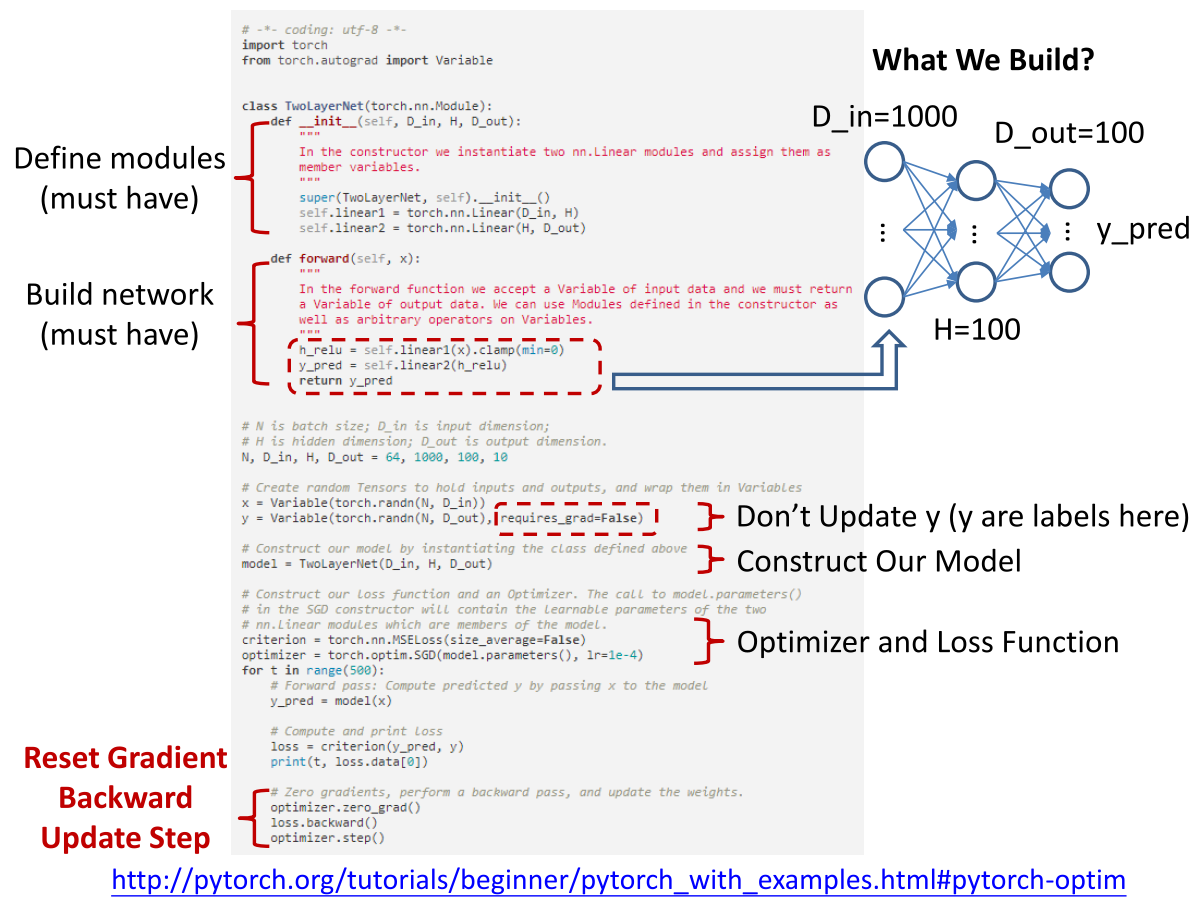 # -*- coding: utf-8 -*-
import torch
from torch.autograd import Variable
class TwoLayerNet(torch.nn.Module):
def __init__(self, D_in, H, D_out):
"""
In the constructor we instantiate two nn.Linear modules and assign them as
member variables.
"""
super(TwoLayerNet, self).__init__()
self.linear1 = torch.nn.Linear(D_in, H)
self.linear2 = torch.nn.Linear(H, D_out)
def forward(self, x):
"""
In the forward function we accept a Variable of input data and we must return
a Variable of output data. We can use Modules defined in the constructor as
well as arbitrary operators on Variables.
"""
h_relu = self.linear1(x).clamp(min=0)
y_pred = self.linear2(h_relu)
return y_pred
# N is batch size; D_in is input dimension;
# H is hidden dimension; D_out is output dimension.
N, D_in, H, D_out = 64, 1000, 100, 10
# Create random Tensors to hold inputs and outputs, and wrap them in Variables
x = Variable(torch.randn(N, D_in))
y = Variable(torch.randn(N, D_out), requires_grad=False)
# Construct our model by instantiating the class defined above
model = TwoLayerNet(D_in, H, D_out)
# Construct our loss function and an Optimizer. The call to model.parameters()
# in the SGD constructor will contain the learnable parameters of the two
# nn.Linear modules which are members of the model.
criterion = torch.nn.MSELoss(size_average=False)
optimizer = torch.optim.SGD(model.parameters(), lr=1e-4)
for t in range(500):
# Forward pass: Compute predicted y by passing x to the model
y_pred = model(x)
# Compute and print loss
loss = criterion(y_pred, y)
print(t, loss.data[0])
# Zero gradients, perform a backward pass, and update the weights.
optimizer.zero_grad()
loss.backward()
optimizer.step()
Define modules
(must have)
Build network
(must have)
Reset Gradient
Backward
Update Step
What We Build?
D_in=1000
D_out=100
...
...
...
y_pred
H=100
Don’t Update y (y are labels here)
Construct Our Model
Optimizer and Loss Function
http://pytorch.org/tutorials/beginner/pytorch_with_examples.html#pytorch-optim